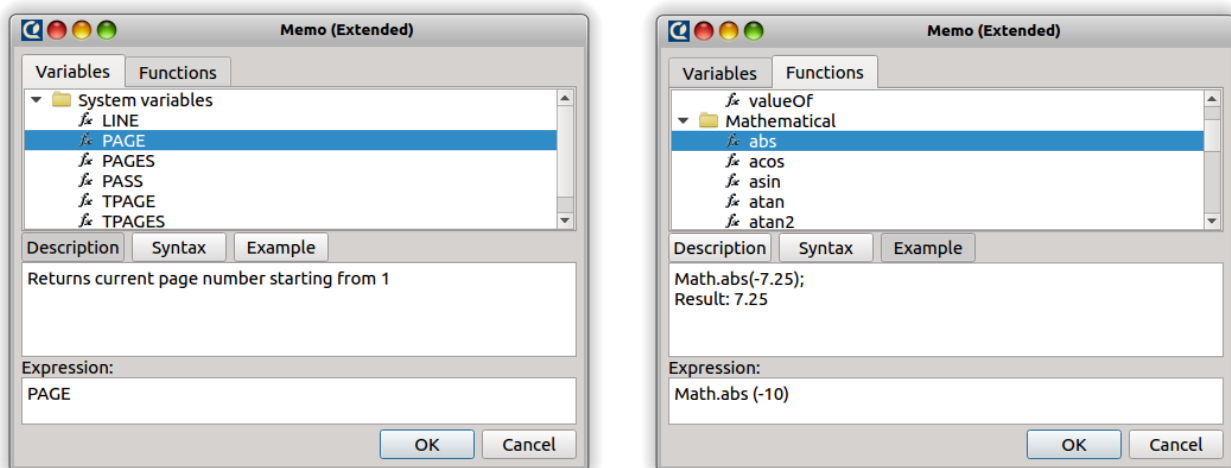 Memo (Extended)
Variables
Functions
System variables
LINE
PAGE
PAGES
PASS
TPAGE
TPAGES
Description
Syntax
Example
Returns current page number starting from 1
Expression:
PAGE
OK
Cancel
Memo (Extended)
Variables
Functions
valueOf
Mathematical
abs
acos
asin
atan
atan2
Description
Syntax
Example
Math.abs(-7.25);
Result: 7.25
Expression:
Math.abs (-10)
OK
Cancel